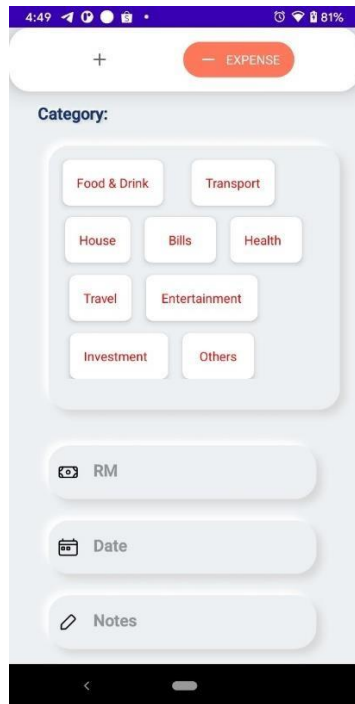 4:49 81%
+ — EXPENSE
Category:
Food & Drink Transport
House Bills Health
Travel Entertainment
Investment Others
RM
Date
Notes